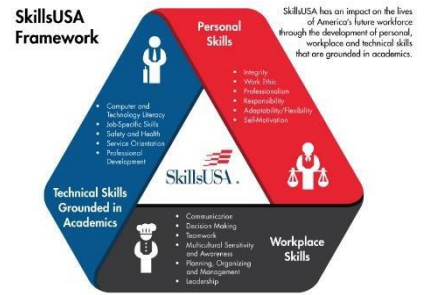 SkillsUSA
Framework
SkillsUSA has an impact on the lives
of America's future workforce
through the development of personal,
workplace and technical skills
that are grounded in academics.
Personal
Skills
• Integrity
• Work Ethic
• Professionalism
• Responsibility
• Adaptability/Flexibility
• Self-Motivation
• Computer and
Technology Literacy
• Job-Specific Skills
• Safety and Health
• Service Orientation
• Professional
Development
SkillsUSA.
Technical Skills
Grounded in
Academics
• Communication
• Decision Making
• Teamwork
• Multicultural Sensitivity
and Awareness
• Planning, Organizing
and Management
• Leadership
Workplace
Skills